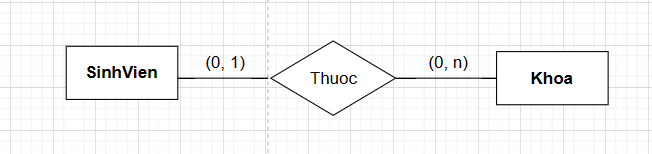 SinhVien
(0, 1)
Thuoc
(0, n)
Khoa